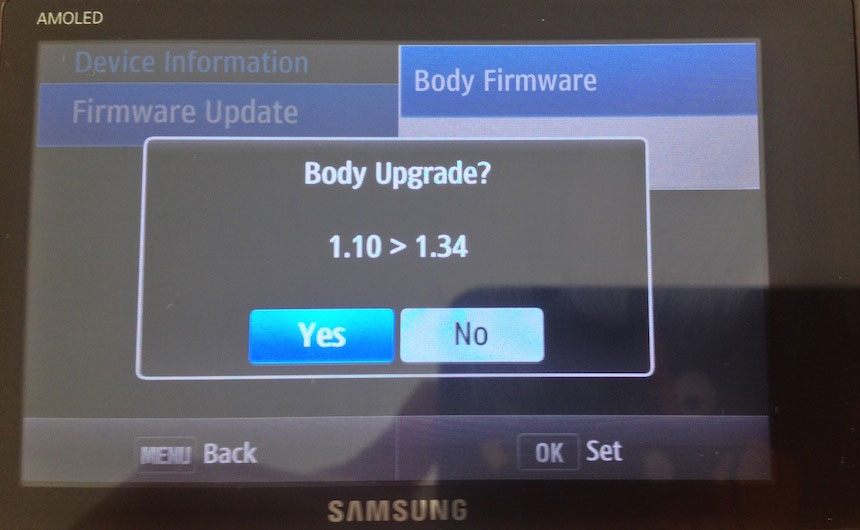 AMOLED
Device Information
Body Firmware
Firmware Update
Body Upgrade?
1.10 > 1.34
Yes No
MENU Back OK Set
SAMSUNG